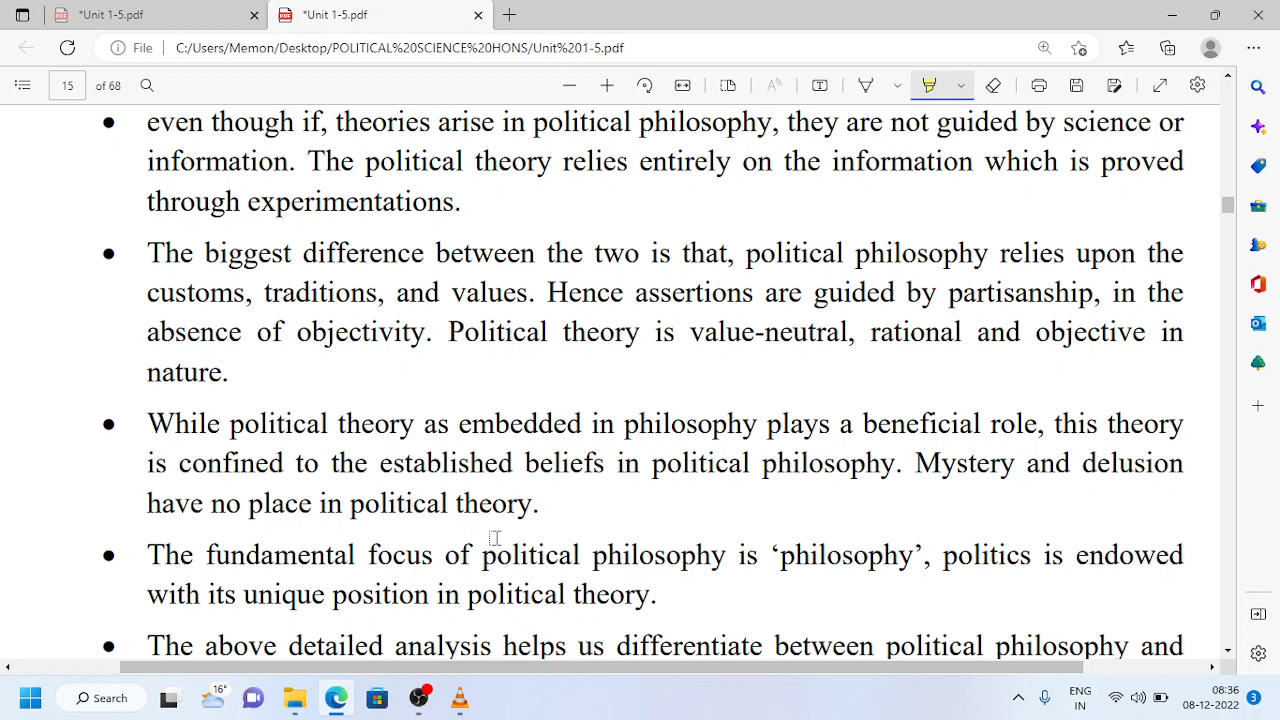 *Unit 1-5.pdf
*Unit 1-5.pdf
File
C:/Users/Memon/Desktop/POLITICAL%20SCIENCE%20HONS/Unit%201-5.pdf
15 of 68
● even though if, theories arise in political philosophy, they are not guided by science or
information. The political theory relies entirely on the information which is proved
through experimentations.
● The biggest difference between the two is that, political philosophy relies upon the
customs, traditions, and values. Hence assertions are guided by partisanship, in the
absence of objectivity. Political theory is value-neutral, rational and objective in
nature.
● While political theory as embedded in philosophy plays a beneficial role, this theory
is confined to the established beliefs in political philosophy. Mystery and delusion
have no place in political theory.
● The fundamental focus of political philosophy is ‘philosophy’, politics is endowed
with its unique position in political theory.
● The above detailed analysis helps us differentiate between political philosophy and
Search
16°
ENG
IN
08:36
08-12-2022
3